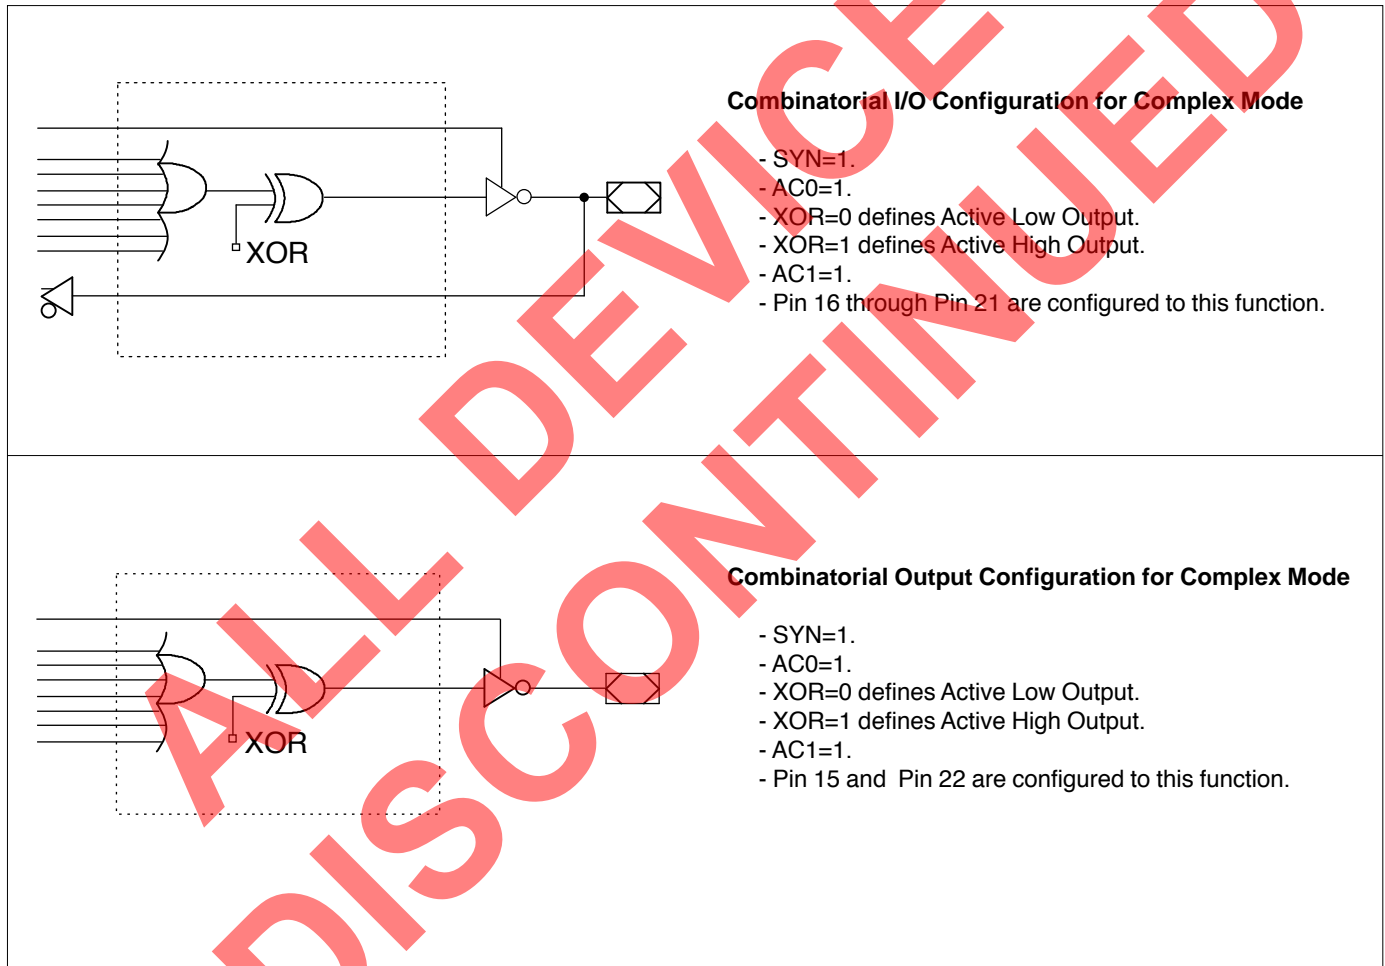 Combinatorial I/O Configuration for Complex Mode
- SYN=1.
- AC0=1.
- XOR=0 defines Active Low Output.
- XOR=1 defines Active High Output.
- AC1=1.
- Pin 16 through Pin 21 are configured to this function.
XOR
Combinatorial Output Configuration for Complex Mode
- SYN=1.
- AC0=1.
- XOR=0 defines Active Low Output.
- XOR=1 defines Active High Output.
- AC1=1.
- Pin 15 and  Pin 22 are configured to this function.
XOR
ALL DEVICE
DISCONTINUED